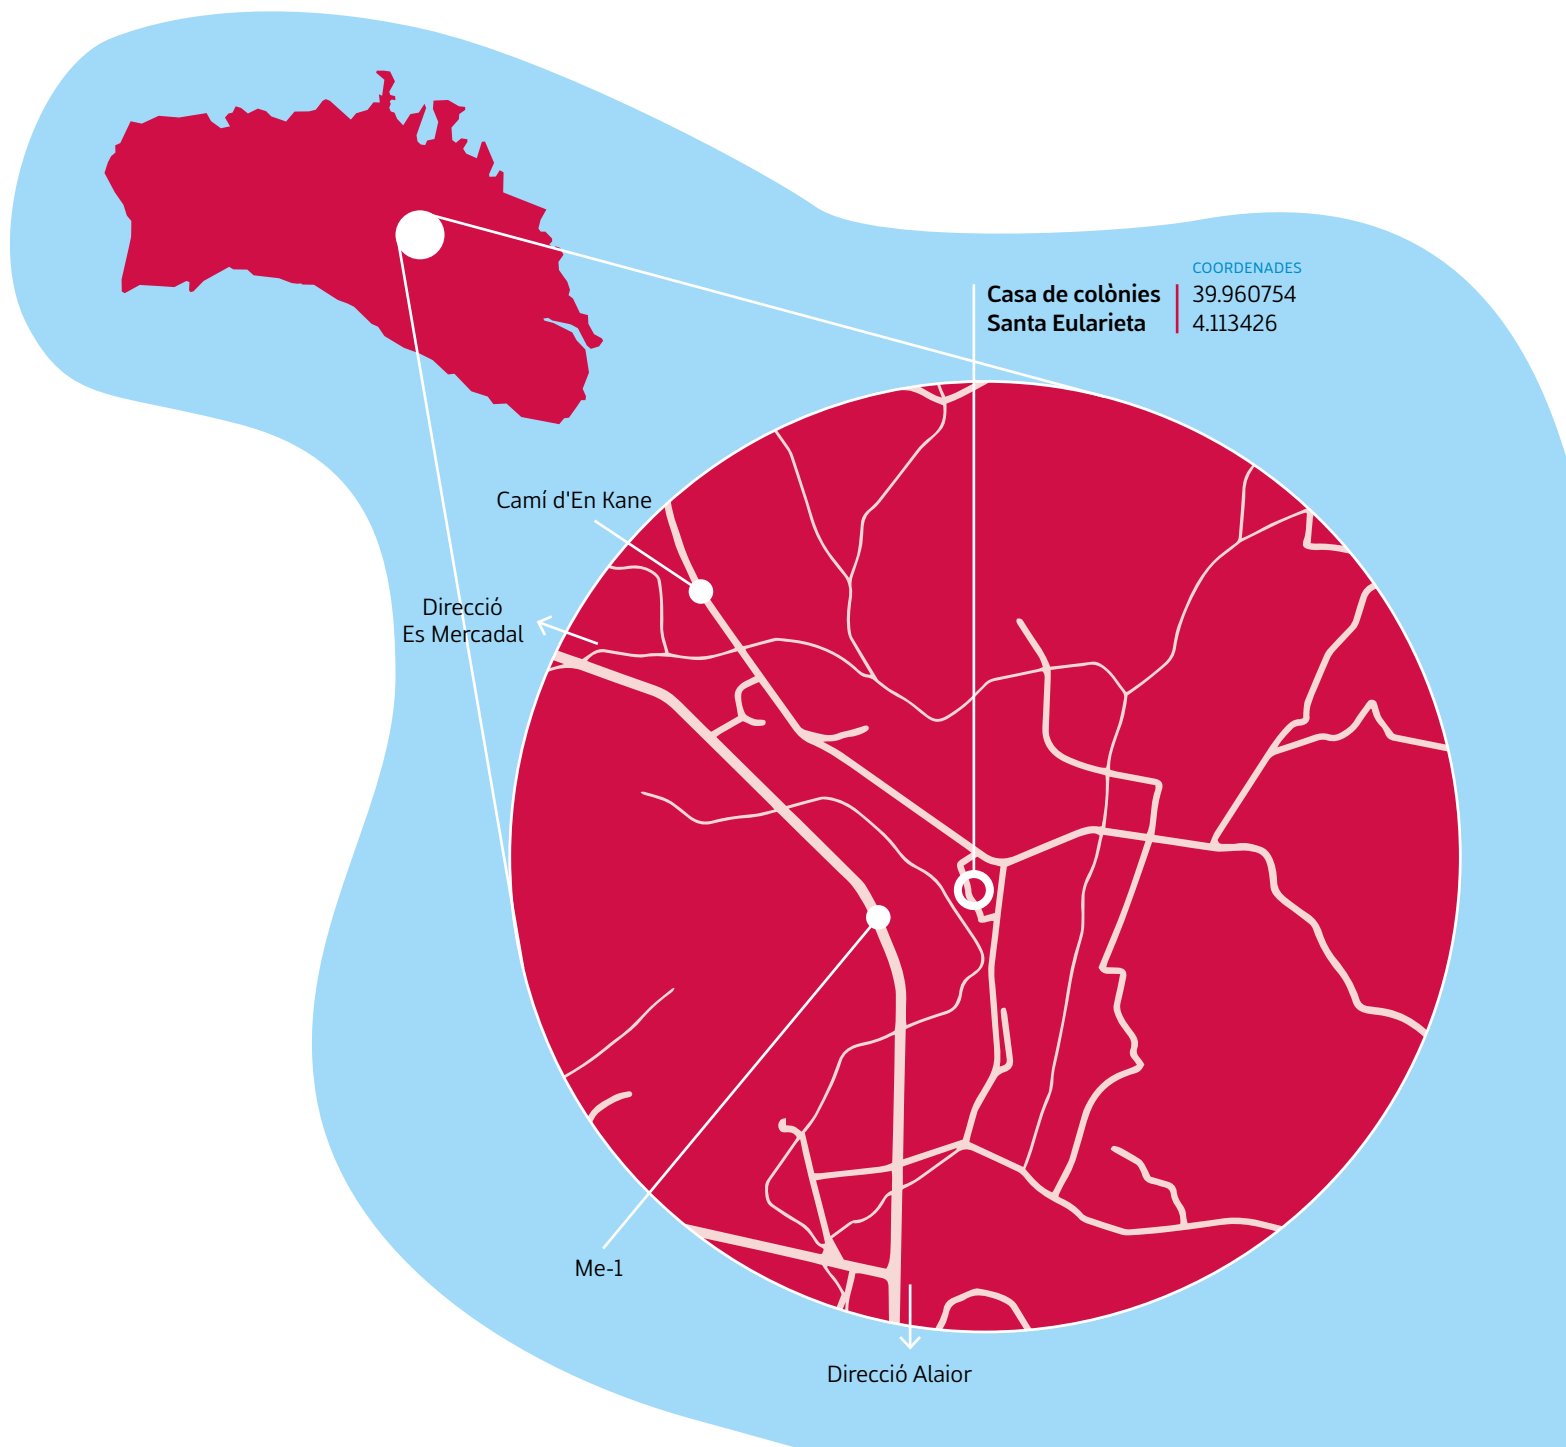 COORDENADES
Casa de colònies 39.960754
Santa Eularieta 4.113426
Camí d'En Kane
Direcció
Es Mercadal
Me-1
Direcció Alaior